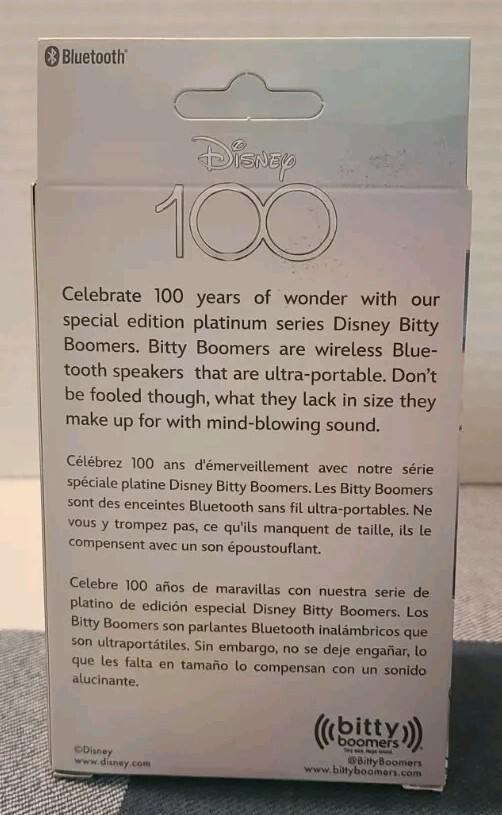 Bluetooth®
Disney
100
Celebrate 100 years of wonder with our
special edition platinum series Disney Bitty
Boomers. Bitty Boomers are wireless Blue-
tooth speakers that are ultra-portable. Don't
be fooled though, what they lack in size they
make up for with mind-blowing sound.
Célébrez 100 ans d'émerveillement avec notre série
spéciale platine Disney Bitty Boomers. Les Bitty Boomers
sont des enceintes Bluetooth sans fil ultra-portables. Ne
vous y trompez pas, ce qu'ils manquent de taille, ils le
compensent avec un son époustouflant.
Celebre 100 años de maravillas con nuestra serie de
platino de edición especial Disney Bitty Boomers. Los
Bitty Boomers son parlantes Bluetooth inalámbricos que
son ultraportátiles. Sin embargo, no se deje engañar, lo
que les falta en tamaño lo compensan con un sonido
alucinante.
bitty
boomers
Tiny size. Huge sound.
©Disney
www.disney.com
@BittyBoomers
www.bittyboomers.com